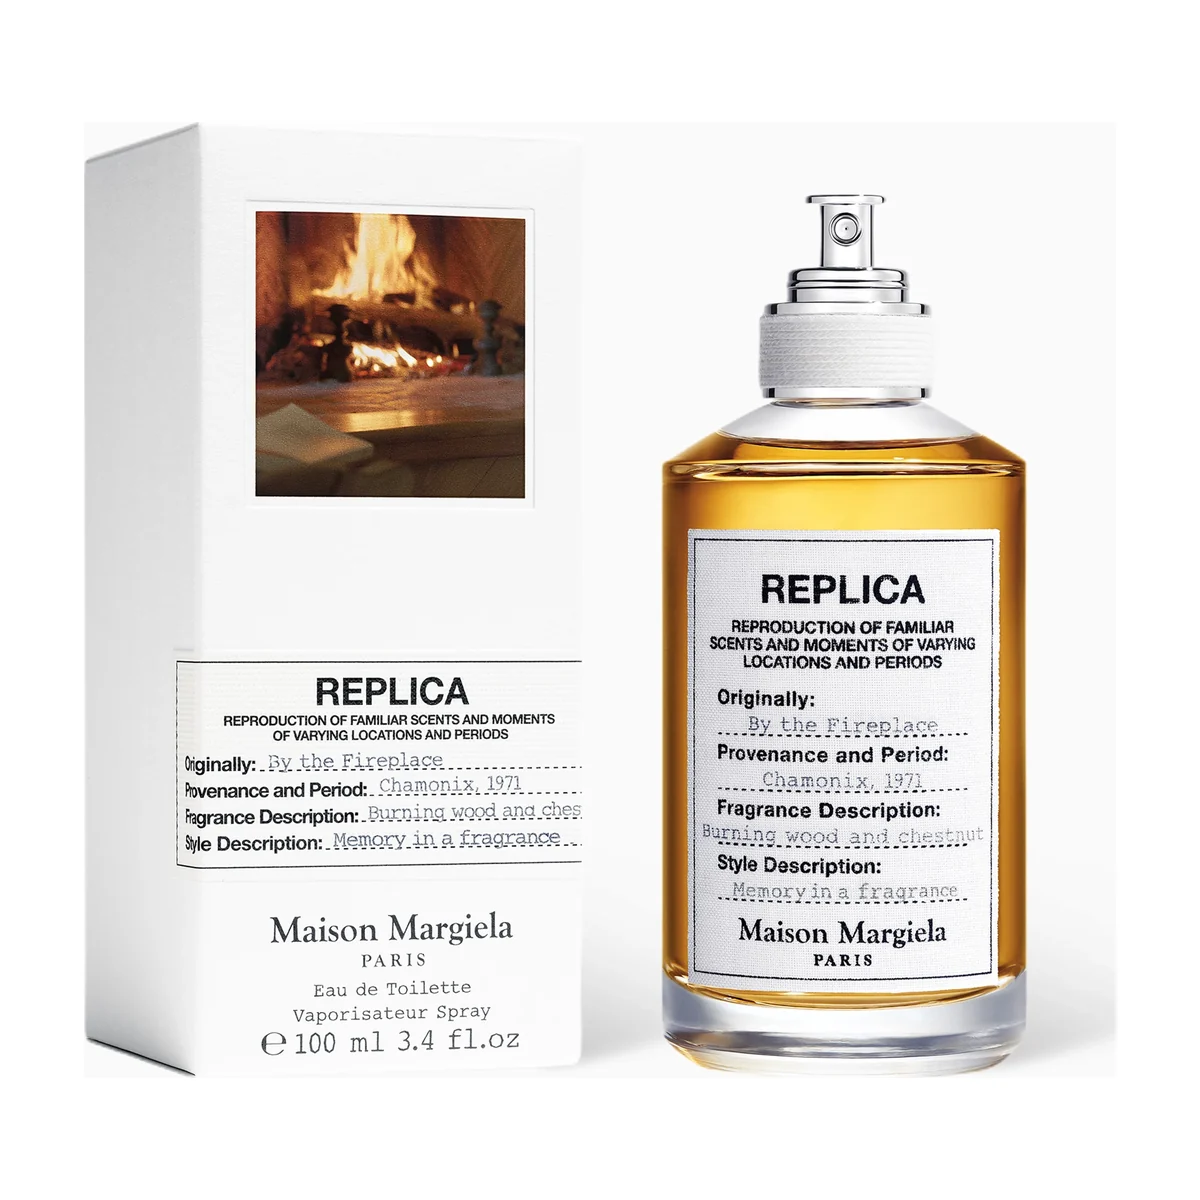 REPLICA
REPRODUCTION OF FAMILIAR SCENTS AND MOMENTS
OF VARYING LOCATIONS AND PERIODS
Originally: By the Fireplace
Provenance and Period: Chamonix, 1971
Fragrance Description: Burning wood and ches
Style Description: Memory in a fragrance
Maison Margiela
PARIS
Eau de Toilette
Vaporisateur Spray
℮ 100 ml 3.4 fl.oz
REPLICA
REPRODUCTION OF FAMILIAR
SCENTS AND MOMENTS OF VARYING
LOCATIONS AND PERIODS
Originally:
By the Fireplace
Provenance and Period:
Chamonix, 1971
Fragrance Description:
Burning wood and chestnut
Style Description:
Memory in a fragrance
Maison Margiela
PARIS